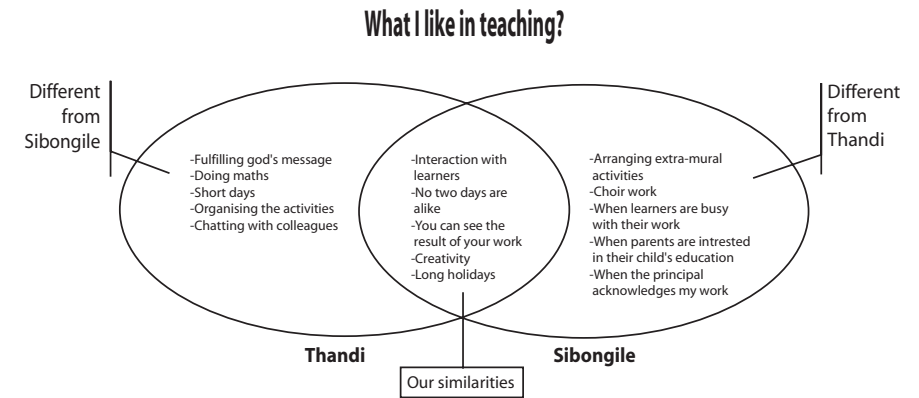 What I like in teaching?
Different
from
Sibongile
-Fulfilling god's message
-Doing maths
-Short days
-Organising the activities
-Chatting with colleagues
-Interaction with
learners
-No two days are
alike
-You can see the
result of your work
-Creativity
-Long holidays
-Arranging extra-mural
activities
-Choir work
-When learners are busy
with their work
-When parents are intrested
in their child's education
-When the principal
acknowledges my work
Different
from
Thandi
Thandi
Sibongile
Our similarities